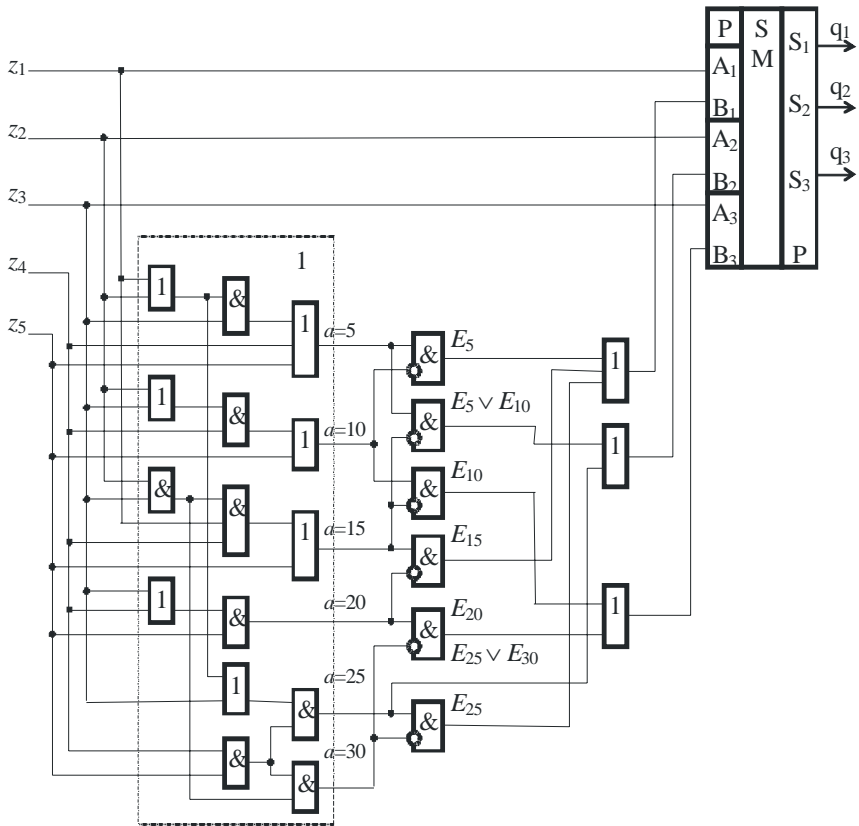 P S S₁ q₁
M
z₁ A₁
B₁ S₂ q₂
z₂ A₂
B₂ S₃ q₃
z₃ A₃
B₃ P
z₄ 1
1 &
z₅ 1 a=5 & E₅ 1
& E₅ ∨ E₁₀
1 & 1 a=10 1
& E₁₀
& & 1 a=15 & E₁₅
1 & a=20 & E₂₀ 1
E₂₅ ∨ E₃₀
1 & a=25 & E₂₅
& & a=30